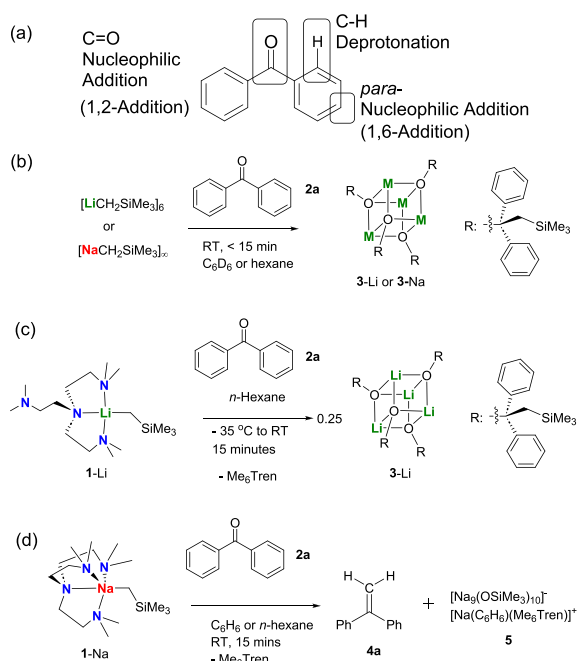 (a)
C=O
Nucleophilic
Addition
(1,2-Addition)
O
H
C-H
Deprotonation
para-
Nucleophilic Addition
(1,6-Addition)
(b)
[LiCH2SiMe3]6
or
[NaCH2SiMe3]∞
O
2a
RT, < 15 min
C6D6 or hexane
R
M
O
R
O
M
M
O
M
O
R
R
3-Li or 3-Na
R:
SiMe3
(c)
N
N
N
Li
N
SiMe3
1-Li
O
2a
n-Hexane
- 35 °C to RT
15 minutes
- Me6Tren
0.25
R
Li
O
R
O
Li
Li
O
Li
O
R
R
3-Li
R:
SiMe3
(d)
N
N
N
Na
N
SiMe3
1-Na
O
2a
C6H6 or n-hexane
RT, 15 mins
- Me6Tren
H
H
Ph
Ph
4a
+
[Na9(OSiMe3)10]-
[Na(C6H6)(Me6Tren)]+
5